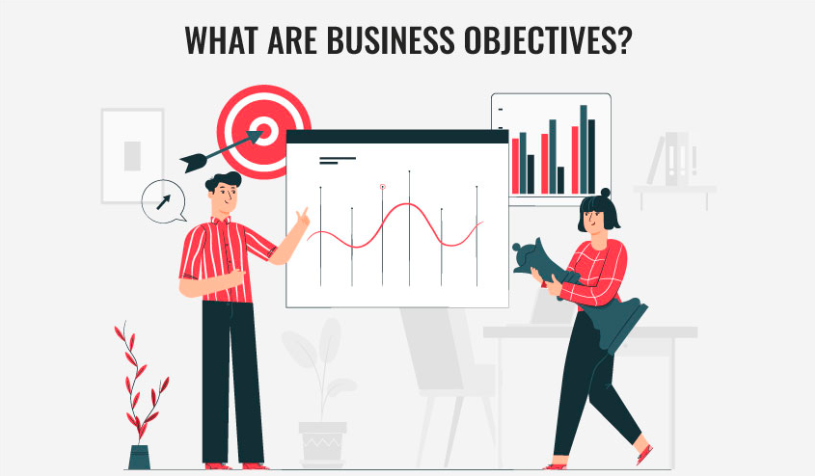 WHAT ARE BUSINESS OBJECTIVES?